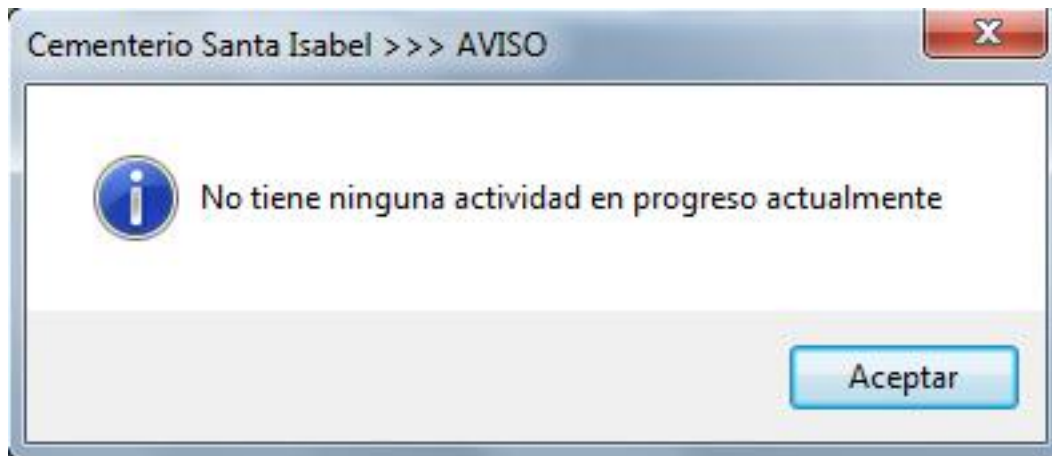 Cementerio Santa Isabel >>> AVISO
No tiene ninguna actividad en progreso actualmente
Aceptar